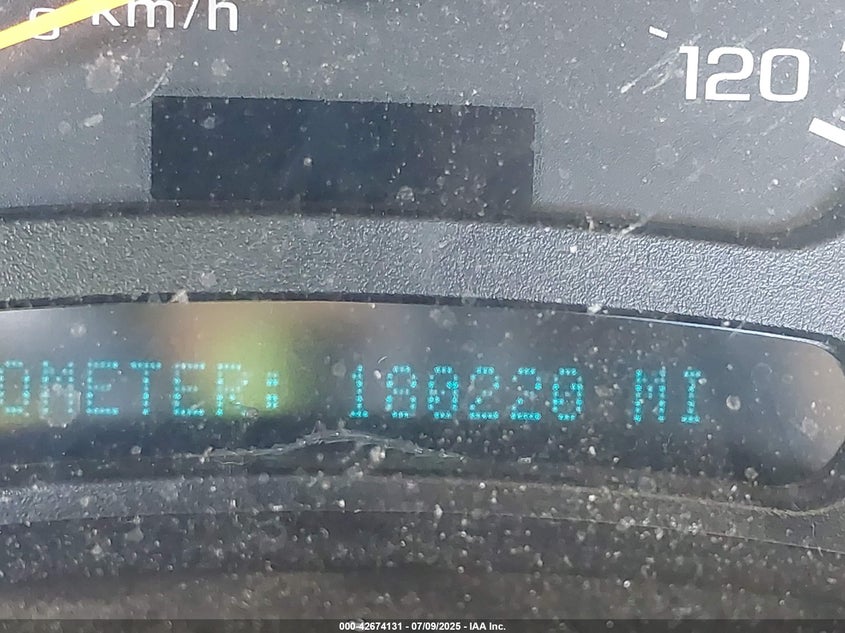 km/h
120
OMETER: 180220 MI
000-42674131 - 07/09/2025 - IAA Inc.